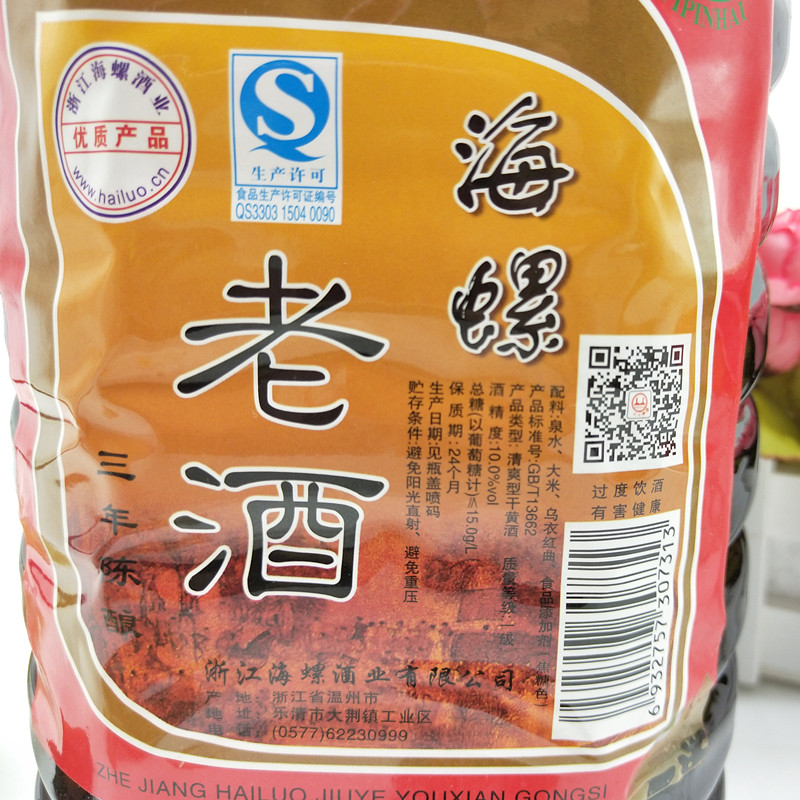 IPINHAI
浙江海螺酒业
优质产品
www.hailuo.cn
QS
生产许可
食品生产许可证编号
QS3303 1504 0090
海螺
老酒
三年陈酿
配料:泉水、大米、乌衣红曲、食品添加剂(焦糖色)
产品标准号:GB/T13662
产品类型:清爽型干黄酒 质量等级:一级
酒精度:10.0%vol
总糖(以葡萄糖计)≤15.0g/L
保质期:24个月
生产日期:见瓶盖喷码
贮存条件:避免阳光直射、避免重压
过度饮酒
有害健康
6 932757 307313
浙江海螺酒业有限公司
产地:浙江省温州市
地址:乐清市大荆镇工业区
电话:(0577)62230999
ZHE JIANG HAILUO JIUYE YOUXIAN GONGSI